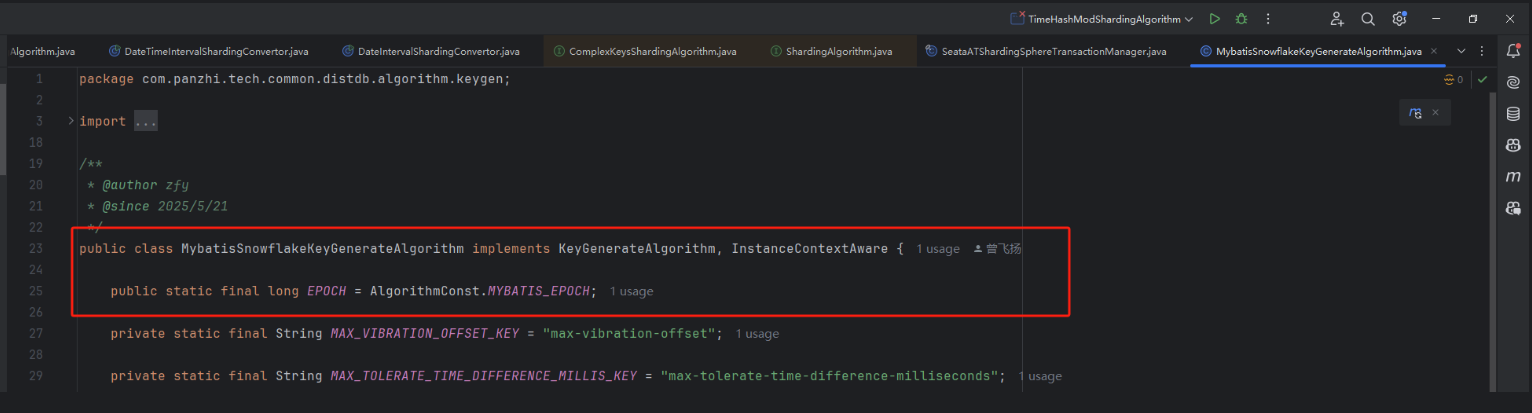 TimeHashModShardingAlgorithm
Algorithm.java DateTimeIntervalShardingConvertor.java DateIntervalShardingConvertor.java ComplexKeysShardingAlgorithm.java ShardingAlgorithm.java SeataATShardingSphereTransactionManager.java MybatisSnowflakeKeyGenerateAlgorithm.java
1 package com.panzhi.tech.common.distdb.algorithm.keygen; 0
2
3 import ...
18
19 /**
20 * @author zfy
21 * @since 2025/5/21
22 */
23 public class MybatisSnowflakeKeyGenerateAlgorithm implements KeyGenerateAlgorithm, InstanceContextAware { 1 usage 曾飞扬
24
25 public static final long EPOCH = AlgorithmConst.MYBATIS_EPOCH; 1 usage
26
27 private static final String MAX_VIBRATION_OFFSET_KEY = "max-vibration-offset"; 1 usage
28
29 private static final String MAX_TOLERATE_TIME_DIFFERENCE_MILLIS_KEY = "max-tolerate-time-difference-milliseconds"; 1 usage